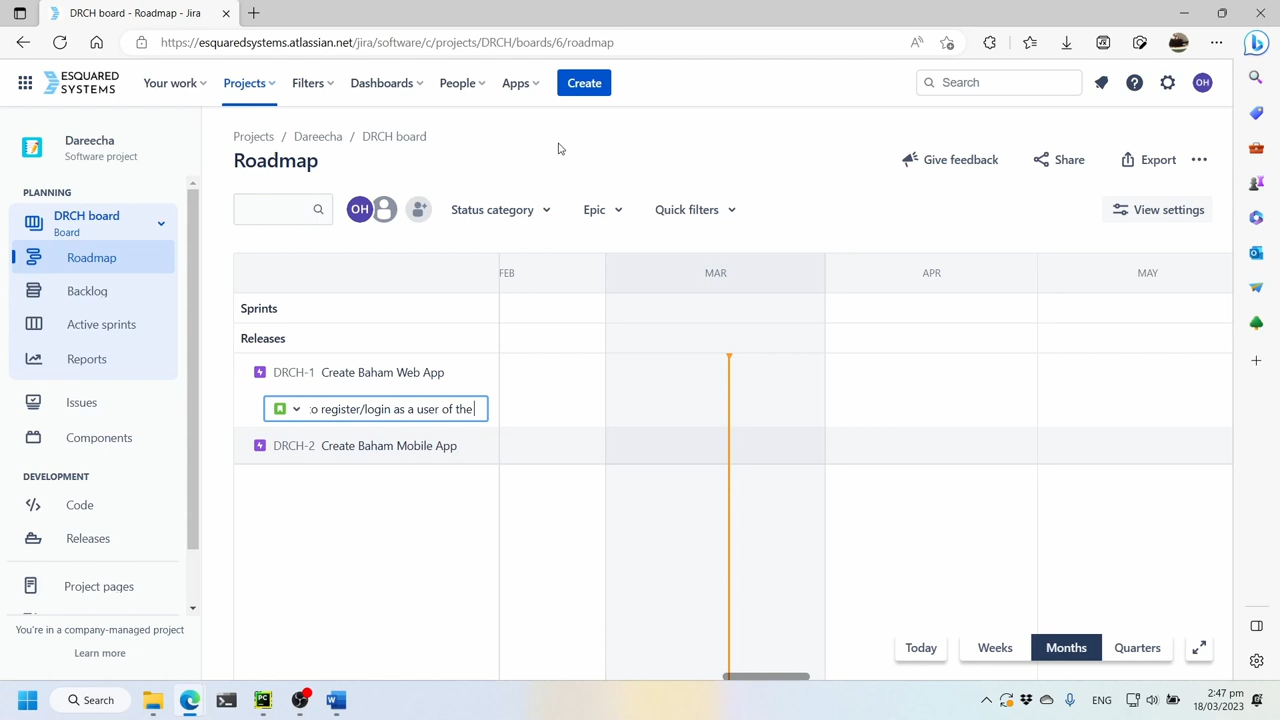 DRCH board - Roadmap - Jira
https://esquaredsystems.atlassian.net/jira/software/c/projects/DRCH/boards/6/roadmap
ESQUARED SYSTEMS
Your work
Projects
Filters
Dashboards
People
Apps
Create
Search
OH
Dareecha
Software project
PLANNING
DRCH board
Board
Roadmap
Backlog
Active sprints
Reports
Issues
Components
DEVELOPMENT
Code
Releases
Project pages
You're in a company-managed project
Learn more
Projects / Dareecha / DRCH board
Roadmap
Give feedback
Share
Export
OH
Status category
Epic
Quick filters
View settings
FEB
MAR
APR
MAY
Sprints
Releases
DRCH-1 Create Baham Web App
to register/login as a user of the
DRCH-2 Create Baham Mobile App
Today
Weeks
Months
Quarters
Search
ENG
2:47 pm
18/03/2023